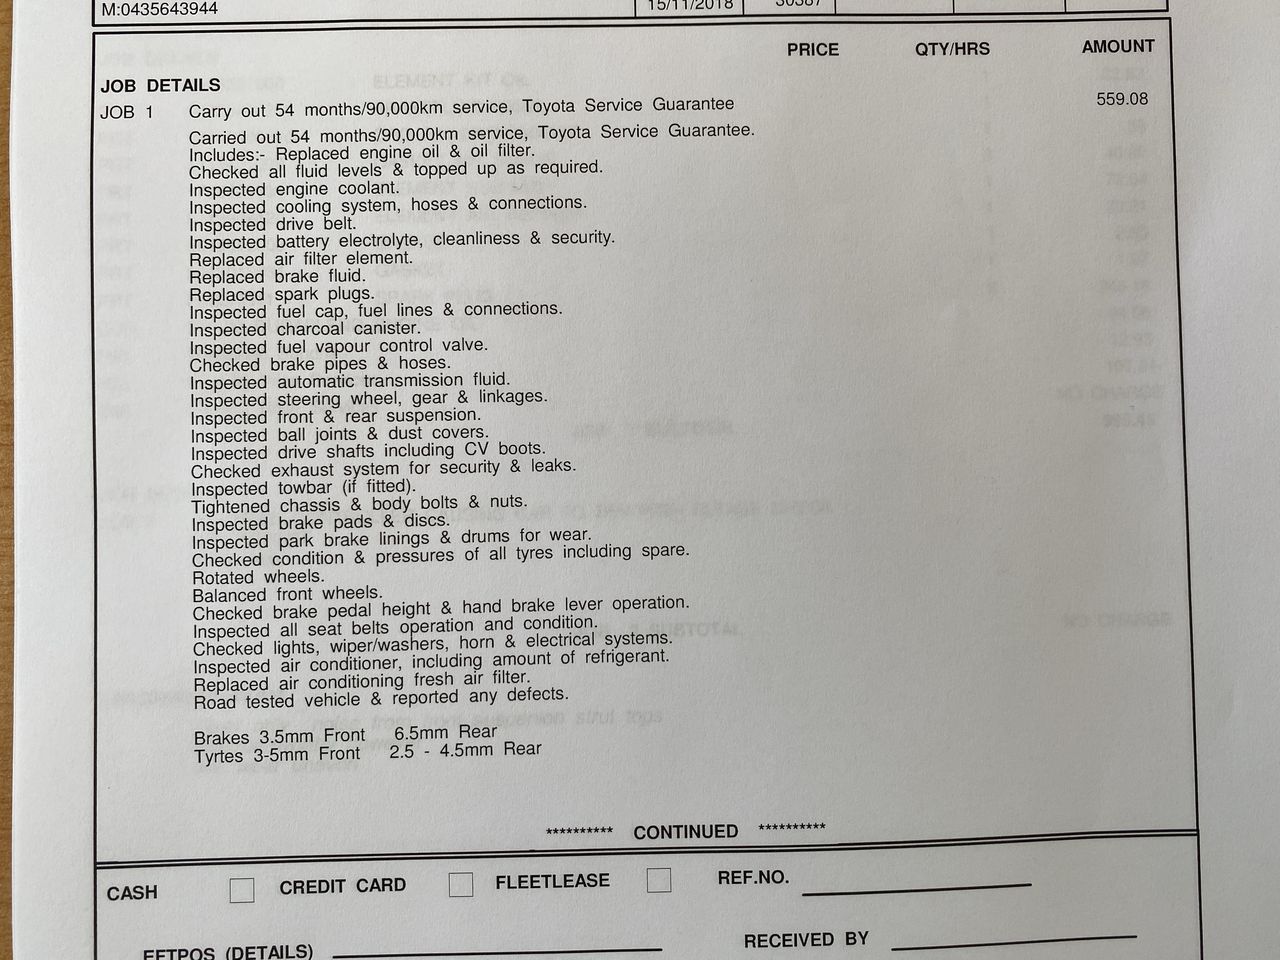 M:0435643944 15/11/2018 30387
PRICE QTY/HRS AMOUNT
JOB DETAILS
JOB 1 Carry out 54 months/90,000km service, Toyota Service Guarantee 559.08
Carried out 54 months/90,000km service, Toyota Service Guarantee.
Includes:- Replaced engine oil & oil filter.
Checked all fluid levels & topped up as required.
Inspected engine coolant.
Inspected cooling system, hoses & connections.
Inspected drive belt.
Inspected battery electrolyte, cleanliness & security.
Replaced air filter element.
Replaced brake fluid.
Replaced spark plugs.
Inspected fuel cap, fuel lines & connections.
Inspected charcoal canister.
Inspected fuel vapour control valve.
Checked brake pipes & hoses.
Inspected automatic transmission fluid.
Inspected steering wheel, gear & linkages.
Inspected front & rear suspension.
Inspected ball joints & dust covers.
Inspected drive shafts including CV boots.
Checked exhaust system for security & leaks.
Inspected towbar (if fitted).
Tightened chassis & body bolts & nuts.
Inspected brake pads & discs.
Inspected park brake linings & drums for wear.
Checked condition & pressures of all tyres including spare.
Rotated wheels.
Balanced front wheels.
Checked brake pedal height & hand brake lever operation.
Inspected all seat belts operation and condition.
Checked lights, wiper/washers, horn & electrical systems.
Inspected air conditioner, including amount of refrigerant.
Replaced air conditioning fresh air filter.
Road tested vehicle & reported any defects.
Brakes 3.5mm Front 6.5mm Rear
Tyrtes 3-5mm Front 2.5 - 4.5mm Rear
********** CONTINUED **********
CASH CREDIT CARD FLEETLEASE REF.NO.
EFTPOS (DETAILS) RECEIVED BY